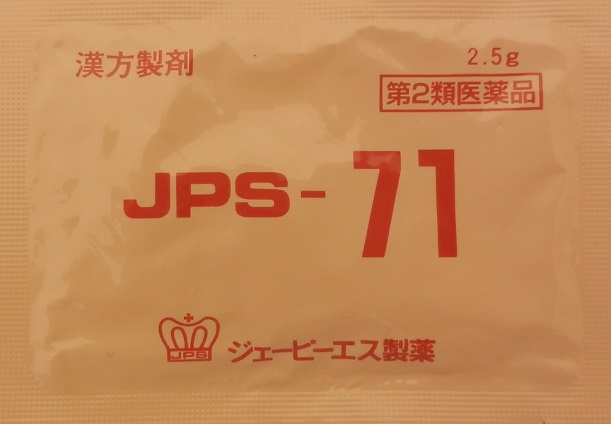 漢方製剤
2.5g
第2類医薬品
JPS-71
JPS
ジェーピーエス製薬